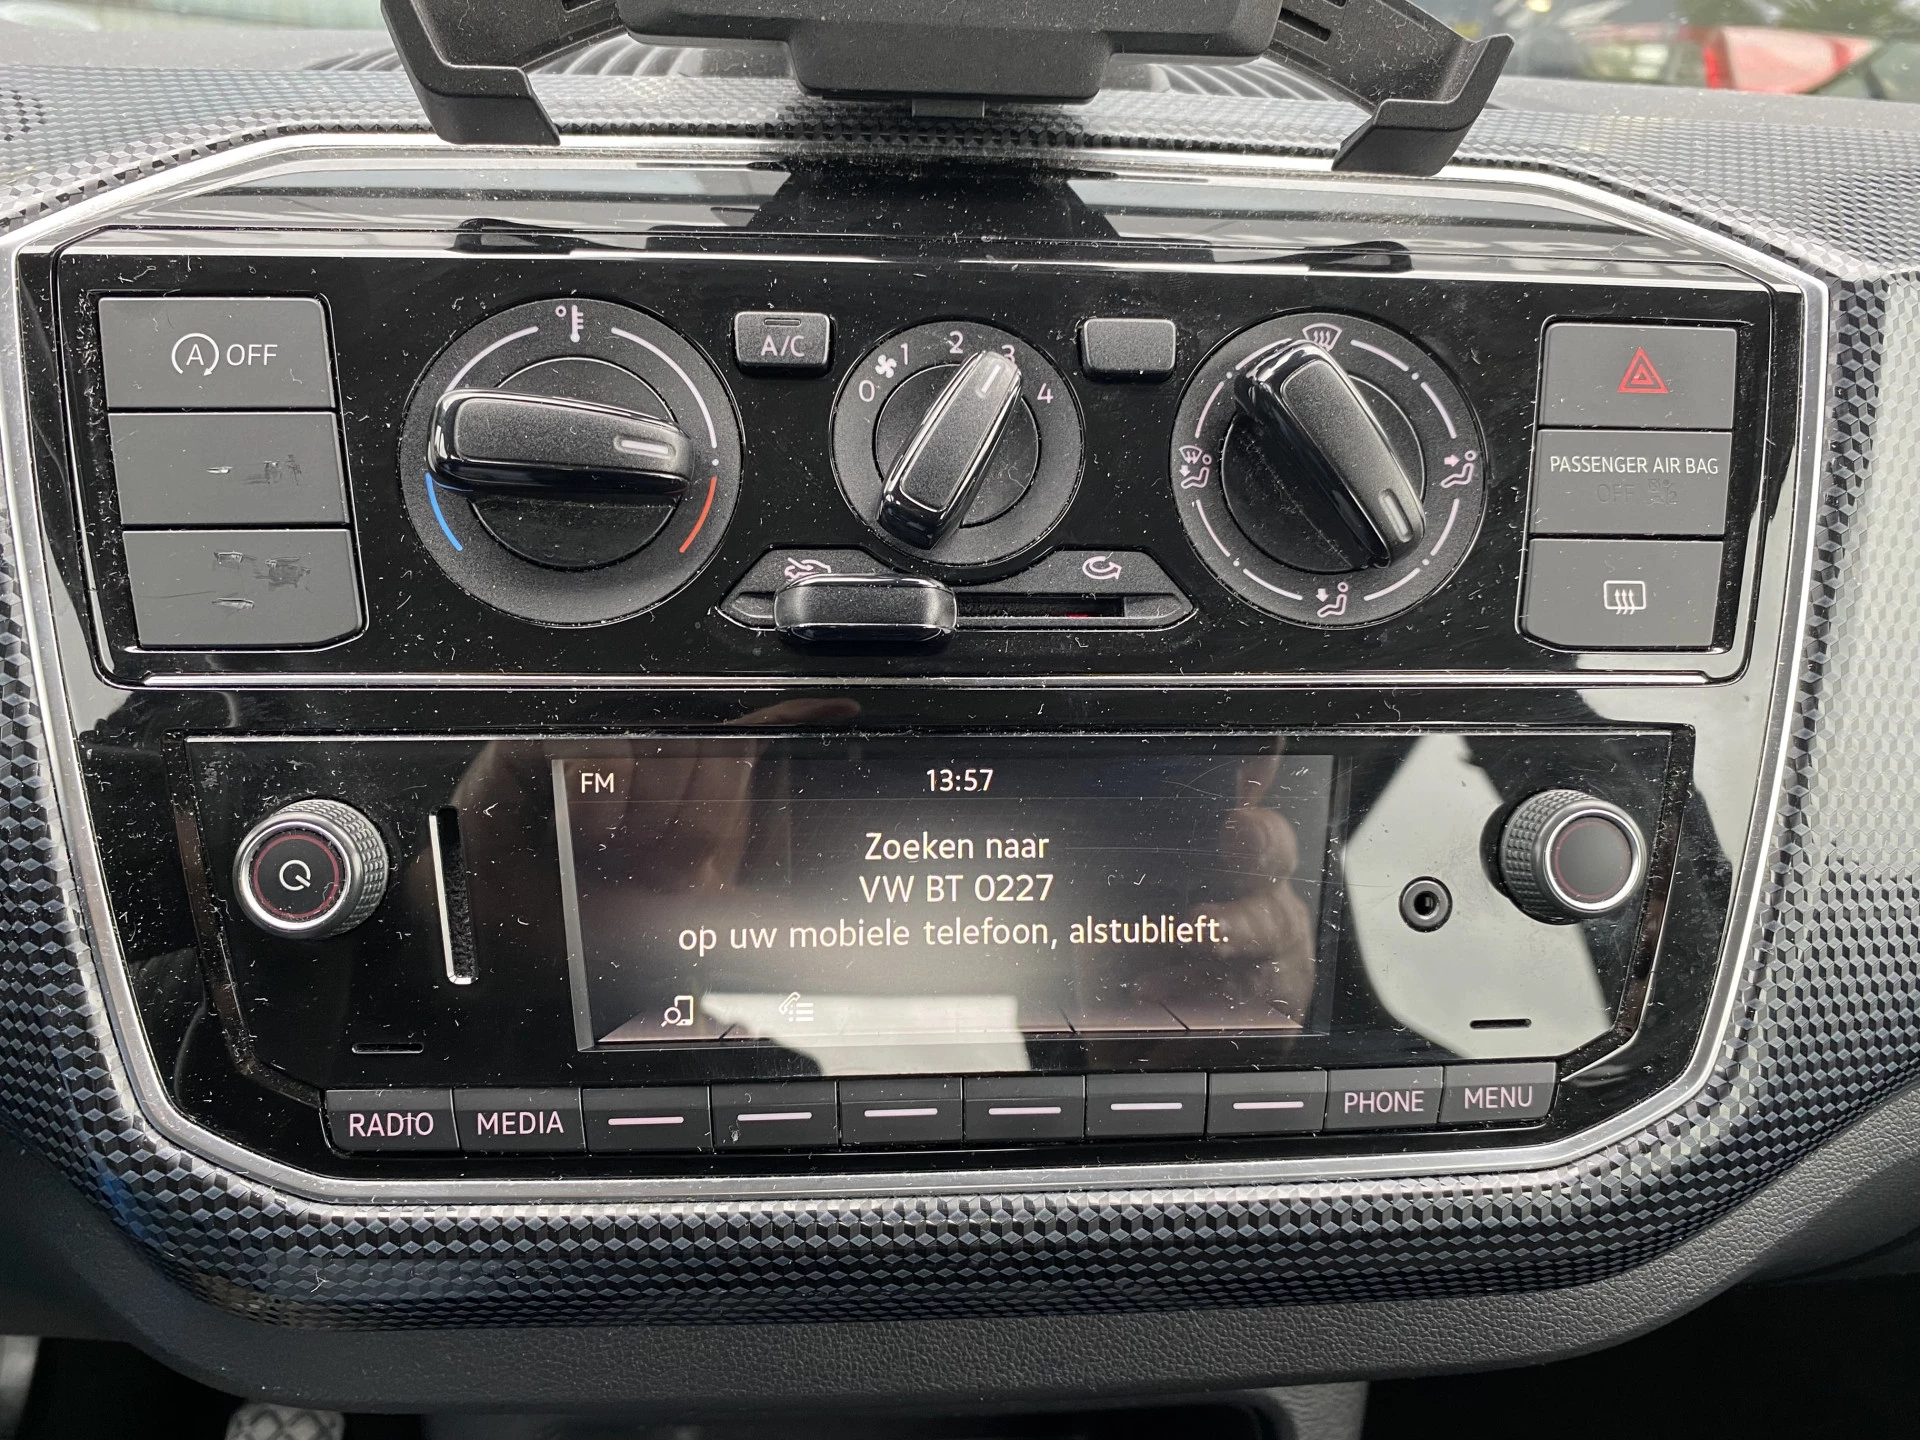 A OFF
A/C
0 1 2 3 4
PASSENGER AIR BAG
OFF
FM 13:57
Zoeken naar
VW BT 0227
op uw mobiele telefoon, alstublieft.
RADIO MEDIA PHONE MENU